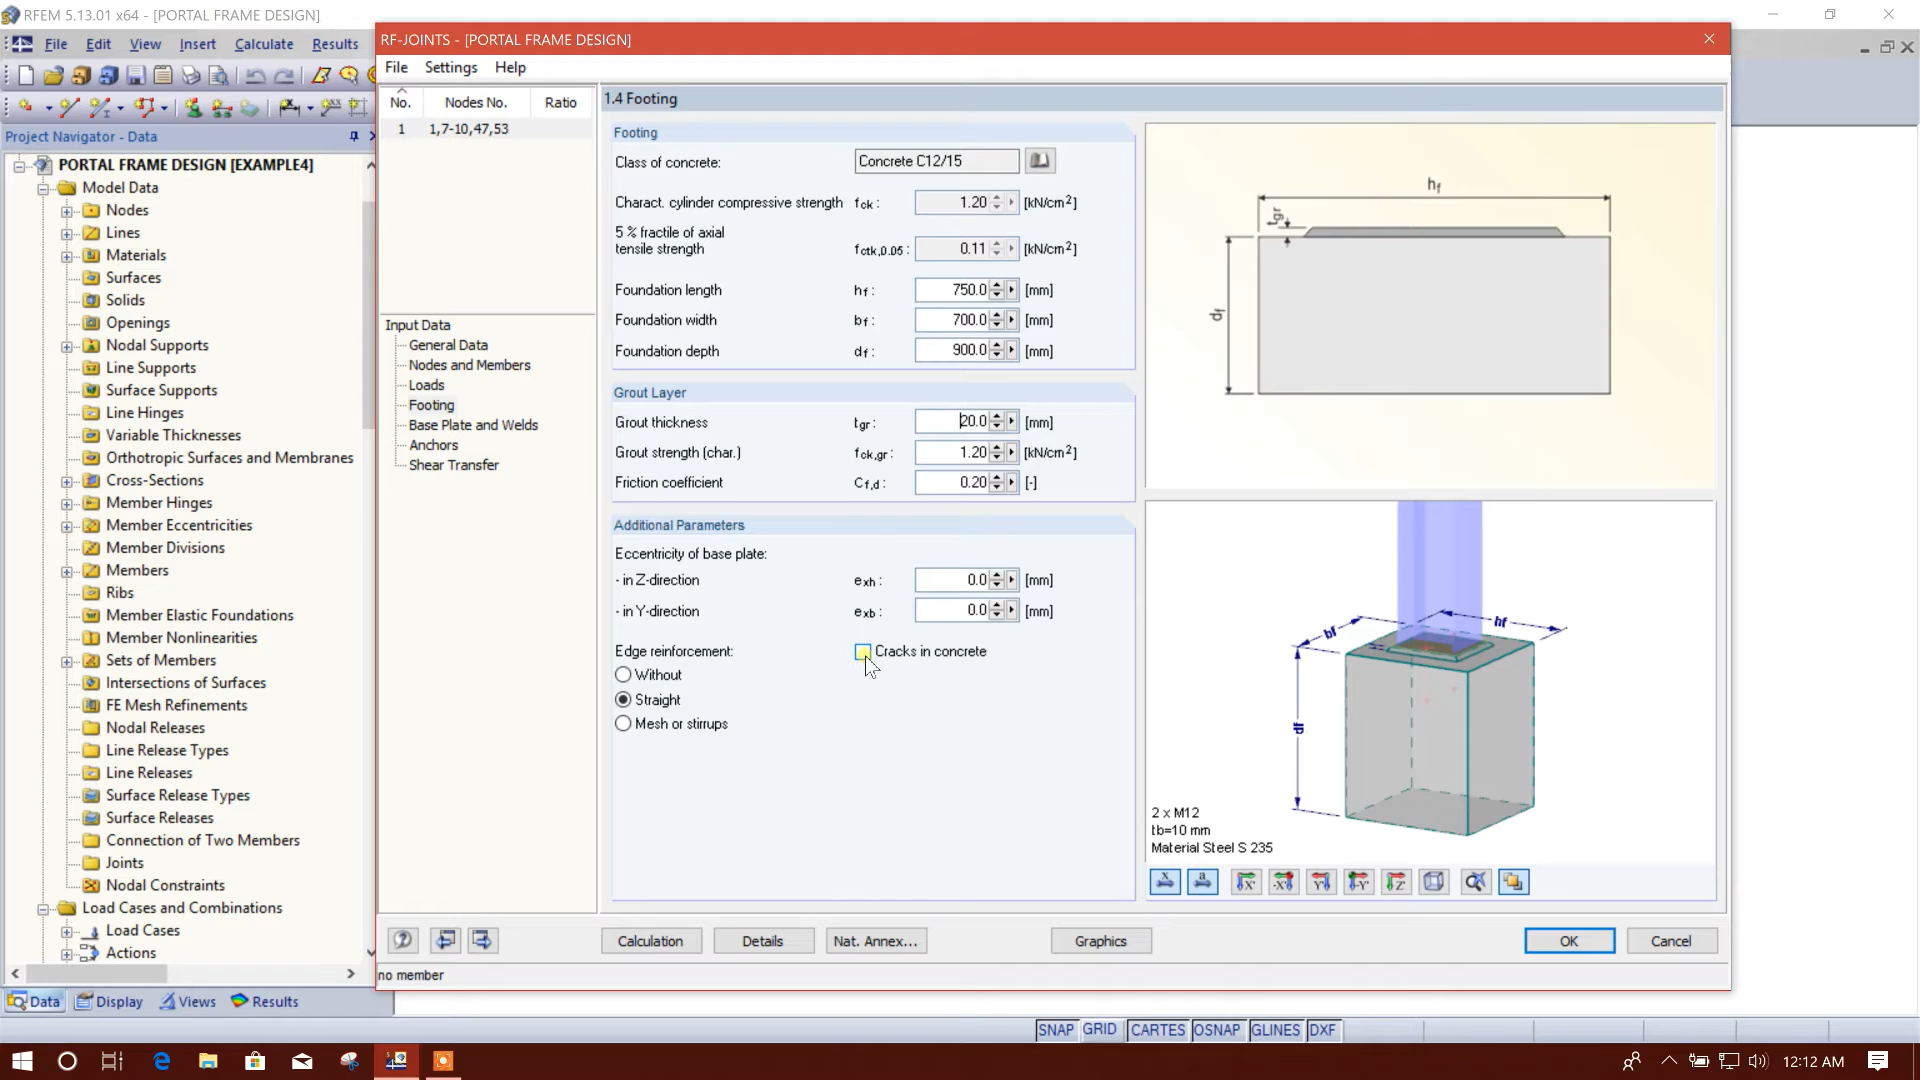 RFEM 5.13.01 x64 - [PORTAL FRAME DESIGN]
File Edit View Insert Calculate Results
Project Navigator - Data
PORTAL FRAME DESIGN [EXAMPLE4]
Model Data
Nodes
Lines
Materials
Surfaces
Solids
Openings
Nodal Supports
Line Supports
Surface Supports
Line Hinges
Variable Thicknesses
Orthotropic Surfaces and Membranes
Cross-Sections
Member Hinges
Member Eccentricities
Member Divisions
Members
Ribs
Member Elastic Foundations
Member Nonlinearities
Sets of Members
Intersections of Surfaces
FE Mesh Refinements
Nodal Releases
Line Release Types
Line Releases
Surface Release Types
Surface Releases
Connection of Two Members
Joints
Nodal Constraints
Load Cases and Combinations
Load Cases
Actions
Data Display Views Results
RF-JOINTS - [PORTAL FRAME DESIGN]
File Settings Help
No. Nodes No. Ratio
1 1,7-10,47,53
Input Data
General Data
Nodes and Members
Loads
Footing
Base Plate and Welds
Anchors
Shear Transfer
1.4 Footing
Footing
Class of concrete: Concrete C12/15
Charact. cylinder compressive strength fck : 1.20 [kN/cm2]
5 % fractile of axial
tensile strength fctk,0.05 : 0.11 [kN/cm2]
Foundation length hf : 750.0 [mm]
Foundation width bf : 700.0 [mm]
Foundation depth df : 900.0 [mm]
Grout Layer
Grout thickness tgr : 20.0 [mm]
Grout strength (char.) fck,gr : 1.20 [kN/cm2]
Friction coefficient Cf,d : 0.20 [-]
Additional Parameters
Eccentricity of base plate:
- in Z-direction exh : 0.0 [mm]
- in Y-direction exb : 0.0 [mm]
Edge reinforcement: Cracks in concrete
Without
Straight
Mesh or stirrups
hf
tgr
df
bf
hf
df
2 x M12
tb=10 mm
Material Steel S 235
Calculation Details Nat. Annex... Graphics OK Cancel
no member
SNAP GRID CARTES OSNAP GLINES DXF
12:12 AM